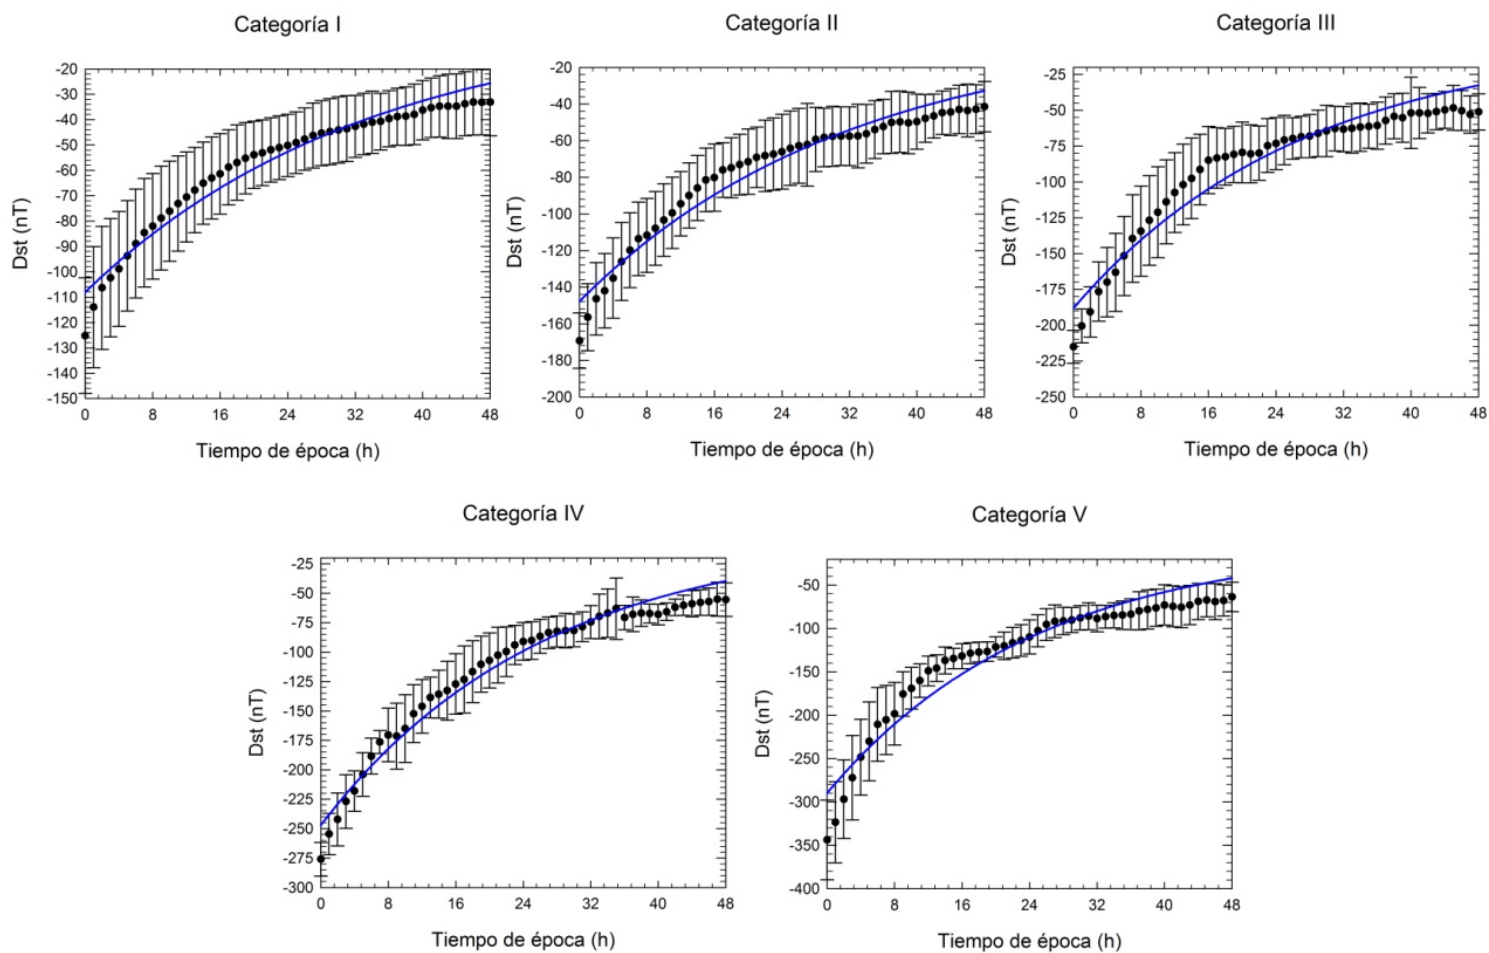 Categoría I
Dst (nT)
-20
-30
-40
-50
-60
-70
-80
-90
-100
-110
-120
-130
-140
-150
0 8 16 24 32 40 48
Tiempo de época (h)
Categoría II
Dst (nT)
-20
-40
-60
-80
-100
-120
-140
-160
-180
-200
0 8 16 24 32 40 48
Tiempo de época (h)
Categoría III
Dst (nT)
-25
-50
-75
-100
-125
-150
-175
-200
-225
-250
0 8 16 24 32 40 48
Tiempo de época (h)
Categoría IV
Dst (nT)
-25
-50
-75
-100
-125
-150
-175
-200
-225
-250
-275
-300
0 8 16 24 32 40 48
Tiempo de época (h)
Categoría V
Dst (nT)
-50
-100
-150
-200
-250
-300
-350
-400
0 8 16 24 32 40 48
Tiempo de época (h)